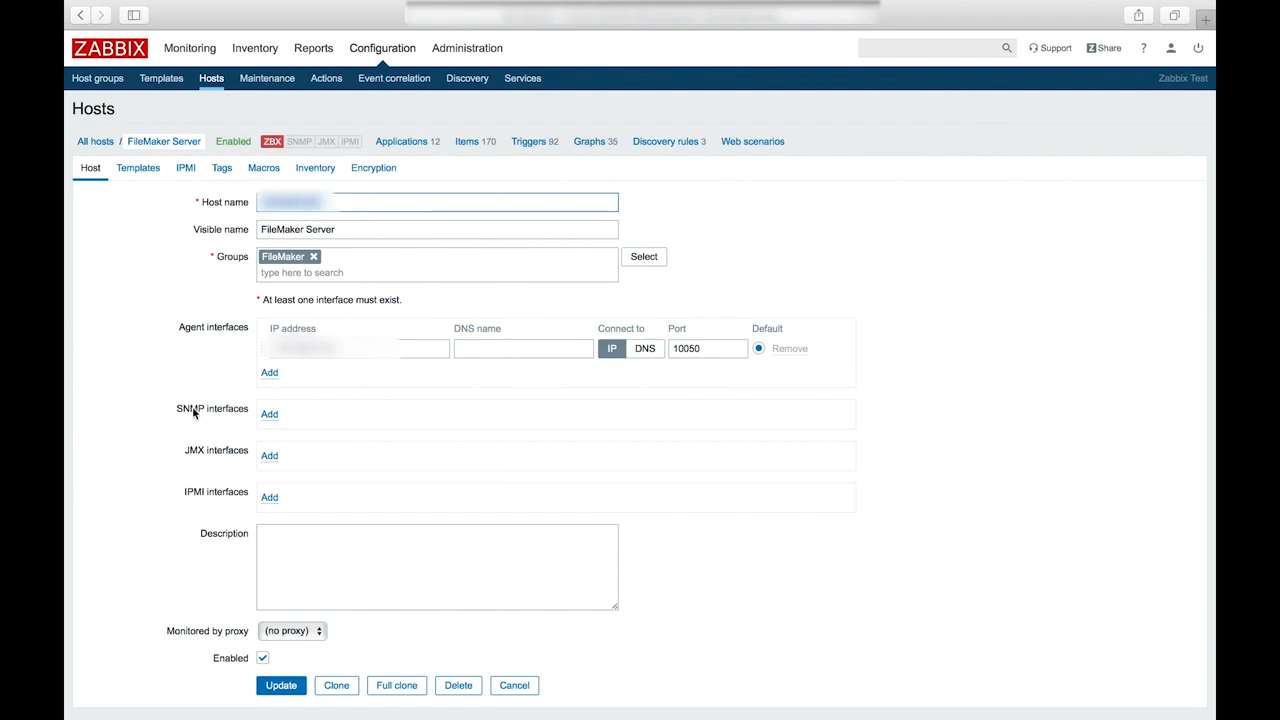 ZABBIX Monitoring Inventory Reports Configuration Administration Support Share ?
Host groups Templates Hosts Maintenance Actions Event correlation Discovery Services Zabbix Test
Hosts
All hosts / FileMaker Server Enabled ZBX SNMP JMX IPMI Applications 12 Items 170 Triggers 92 Graphs 35 Discovery rules 3 Web scenarios
Host Templates IPMI Tags Macros Inventory Encryption
* Host name
Visible name FileMaker Server
* Groups FileMaker Select
type here to search
* At least one interface must exist.
Agent interfaces IP address DNS name Connect to Port Default
IP DNS 10050 Remove
Add
SNMP interfaces Add
JMX interfaces Add
IPMI interfaces Add
Description
Monitored by proxy (no proxy)
Enabled
Update Clone Full clone Delete Cancel